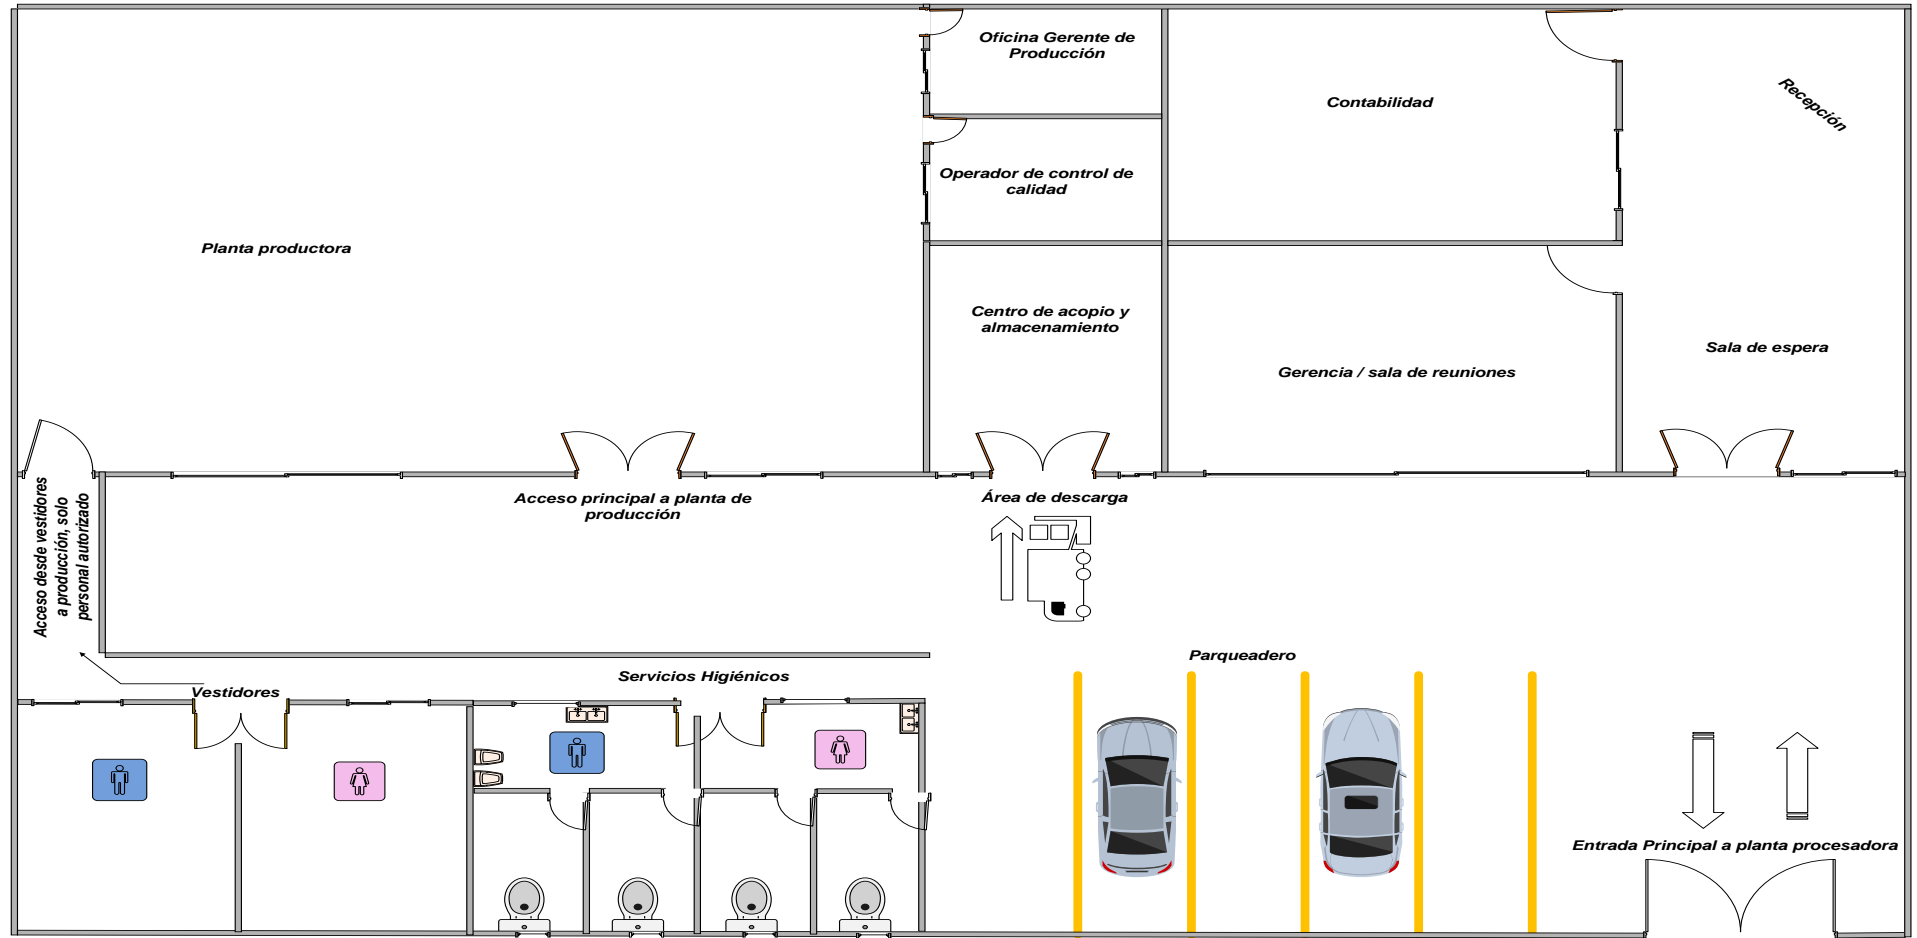 Oficina Gerente de
Producción
Contabilidad
Recepción
Operador de control de
calidad
Planta productora
Centro de acopio y
almacenamiento
Sala de espera
Gerencia / sala de reuniones
Acceso principal a planta de
producción
Área de descarga
Acceso desde vestidores
a producción, solo
personal autorizado
Parqueadero
Servicios Higiénicos
Vestidores
Entrada Principal a planta procesadora